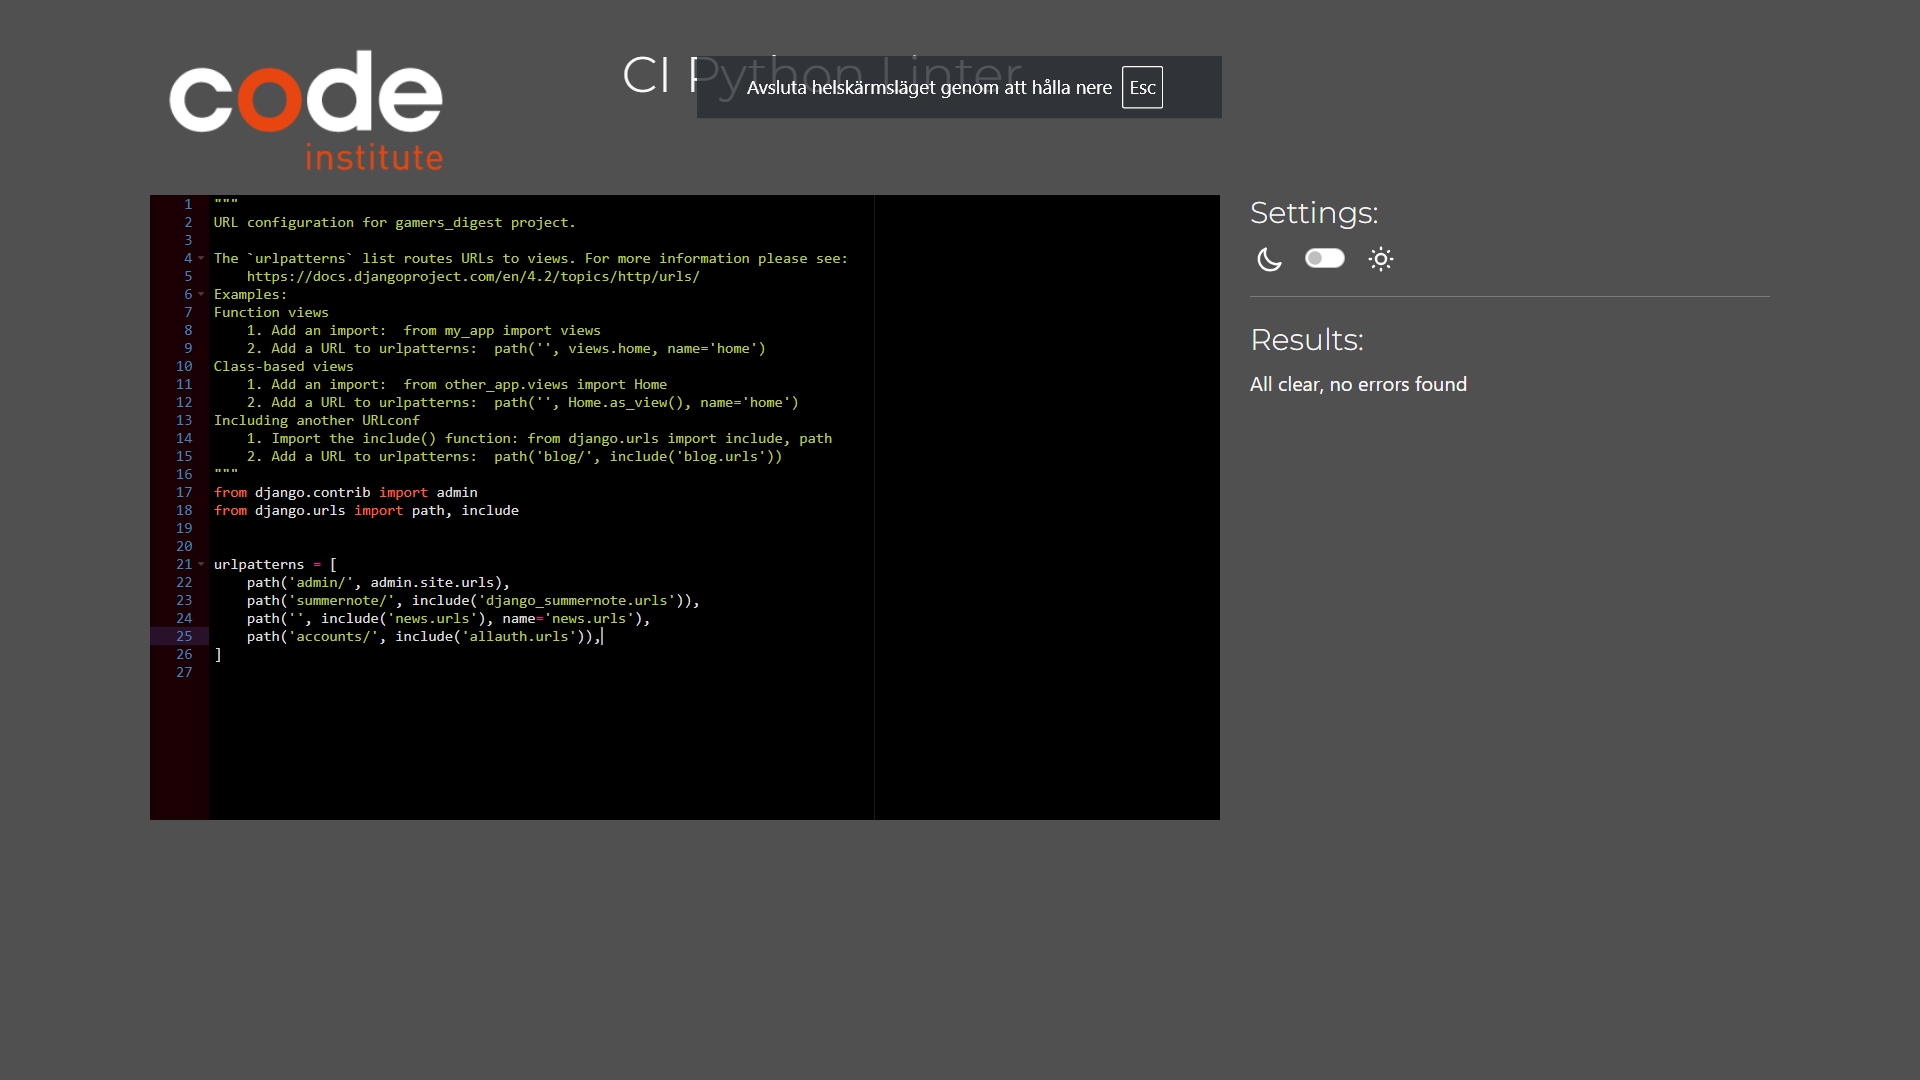 code
institute
CI Python Linter
Avsluta helskärmsläget genom att hålla nere Esc
1 """
2 URL configuration for gamers_digest project.
3
4 The `urlpatterns` list routes URLs to views. For more information please see:
5     https://docs.djangoproject.com/en/4.2/topics/http/urls/
6 Examples:
7 Function views
8     1. Add an import:  from my_app import views
9     2. Add a URL to urlpatterns:  path('', views.home, name='home')
10 Class-based views
11     1. Add an import:  from other_app.views import Home
12     2. Add a URL to urlpatterns:  path('', Home.as_view(), name='home')
13 Including another URLconf
14     1. Import the include() function: from django.urls import include, path
15     2. Add a URL to urlpatterns:  path('blog/', include('blog.urls'))
16 """
17 from django.contrib import admin
18 from django.urls import path, include
19
20
21 urlpatterns = [
22     path('admin/', admin.site.urls),
23     path('summernote/', include('django_summernote.urls')),
24     path('', include('news.urls'), name='news.urls'),
25     path('accounts/', include('allauth.urls')),
26 ]
27
Settings:
Results:
All clear, no errors found